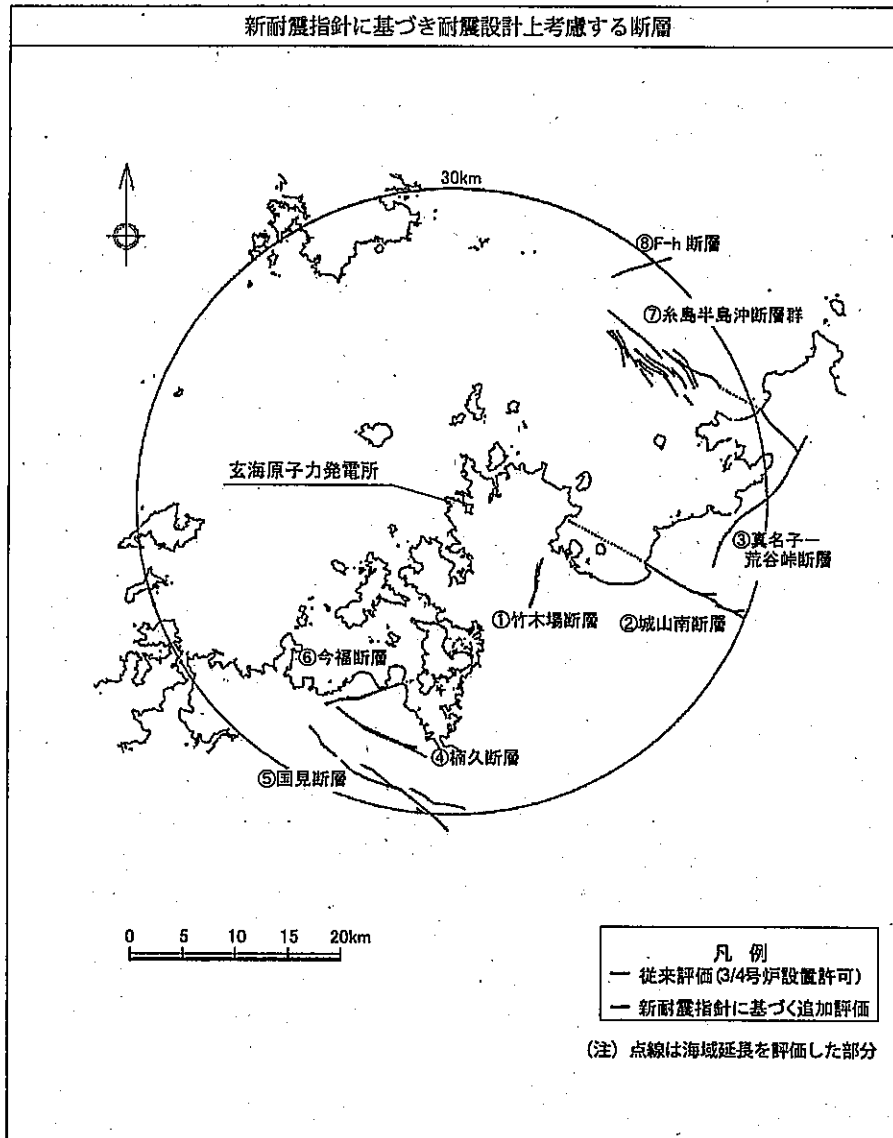 新耐震指針に基づき耐震設計上考慮する断層
30km
⑧F-h 断層
⑦糸島半島沖断層群
玄海原子力発電所
③真名子ー
荒谷峠断層
①竹木場断層
②城山南断層
⑥今福断層
④楠久断層
⑤国見断層
0 5 10 15 20km
凡 例
従来評価(3/4号炉設置許可)
新耐震指針に基づく追加評価
(注) 点線は海域延長を評価した部分